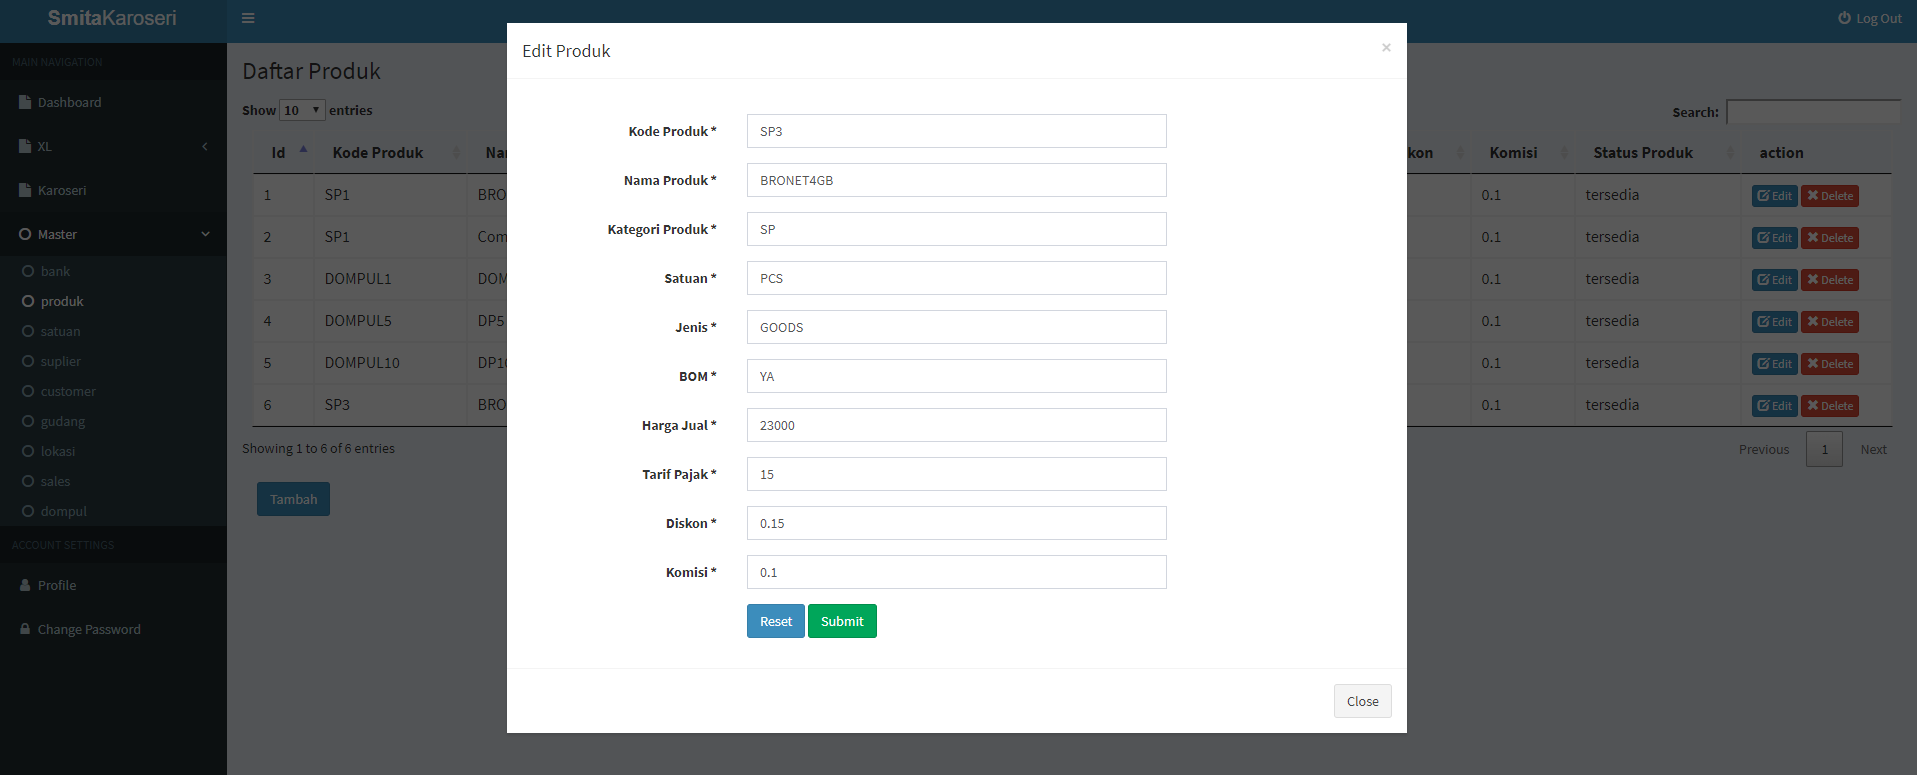 SmitaKaroseri
Log Out
MAIN NAVIGATION
Dashboard
XL
Karoseri
Master
bank
produk
satuan
suplier
customer
gudang
lokasi
sales
dompul
ACCOUNT SETTINGS
Profile
Change Password
Daftar Produk
Show 10 entries
Search:
Id Kode Produk Na kon Komisi Status Produk action
1 SP1 BRO 0.1 tersedia Edit Delete
2 SP1 Com 0.1 tersedia Edit Delete
3 DOMPUL1 DOM 0.1 tersedia Edit Delete
4 DOMPUL5 DP5 0.1 tersedia Edit Delete
5 DOMPUL10 DP10 0.1 tersedia Edit Delete
6 SP3 BRO 0.1 tersedia Edit Delete
Showing 1 to 6 of 6 entries
Previous 1 Next
Tambah
Edit Produk ×
Kode Produk * SP3
Nama Produk * BRONET4GB
Kategori Produk * SP
Satuan * PCS
Jenis * GOODS
BOM * YA
Harga Jual * 23000
Tarif Pajak * 15
Diskon * 0.15
Komisi * 0.1
Reset Submit
Close